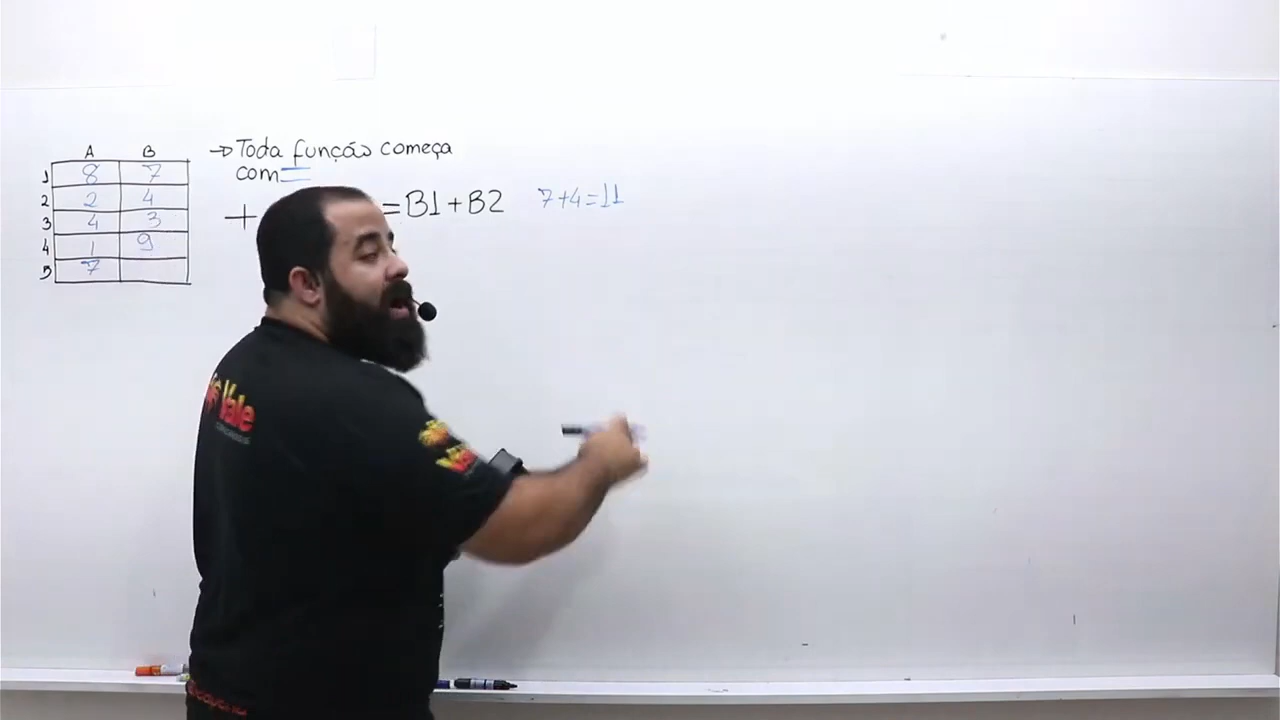 A B
1 8 7
2 2 4
3 4 3
4 1 9
5 7
→ Toda função começa
com =
+ =B1+B2 7+4=11
Vale